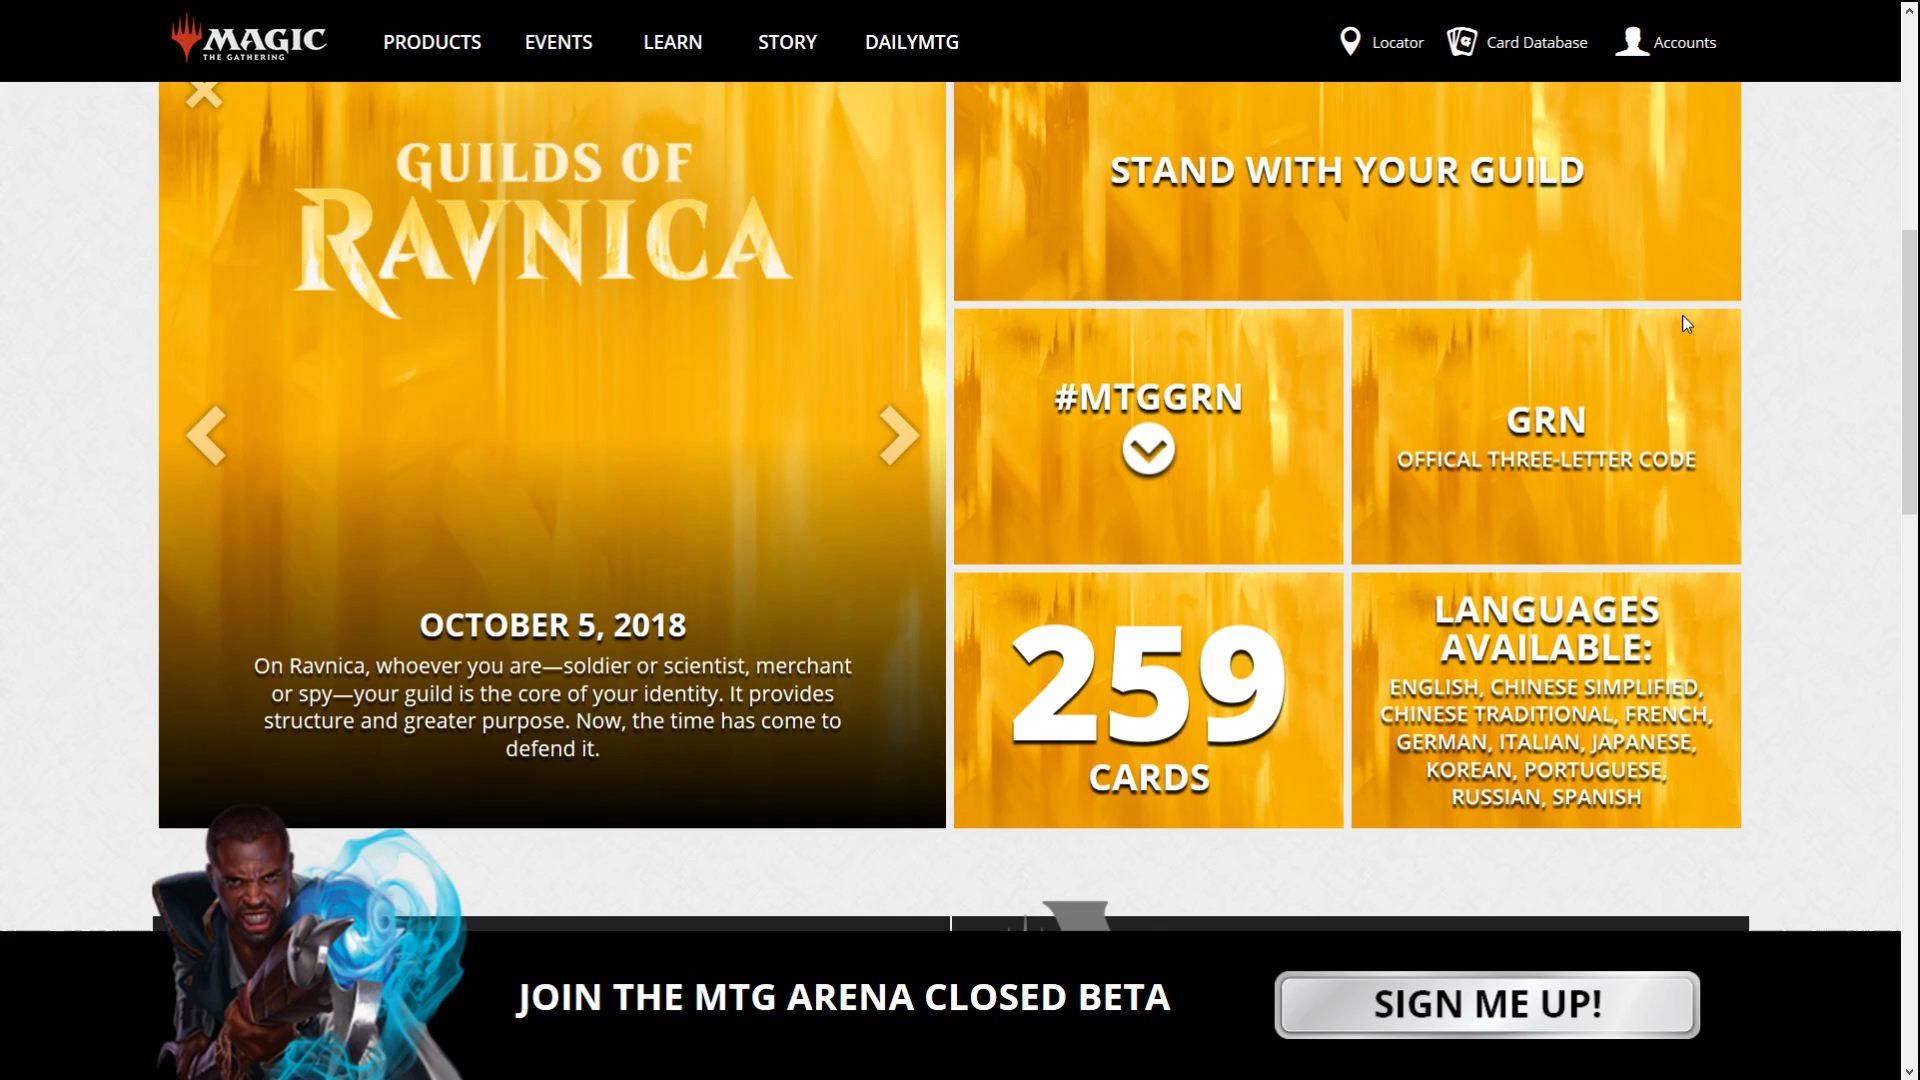 MAGIC
THE GATHERING
PRODUCTS
EVENTS
LEARN
STORY
DAILYMTG
Locator
Card Database
Accounts
GUILDS OF
RAVNICA
OCTOBER 5, 2018
On Ravnica, whoever you are—soldier or scientist, merchant
or spy—your guild is the core of your identity. It provides
structure and greater purpose. Now, the time has come to
defend it.
STAND WITH YOUR GUILD
#MTGGRN
GRN
OFFICAL THREE-LETTER CODE
259
CARDS
LANGUAGES
AVAILABLE:
ENGLISH, CHINESE SIMPLIFIED,
CHINESE TRADITIONAL, FRENCH,
GERMAN, ITALIAN, JAPANESE,
KOREAN, PORTUGUESE,
RUSSIAN, SPANISH
JOIN THE MTG ARENA CLOSED BETA
SIGN ME UP!